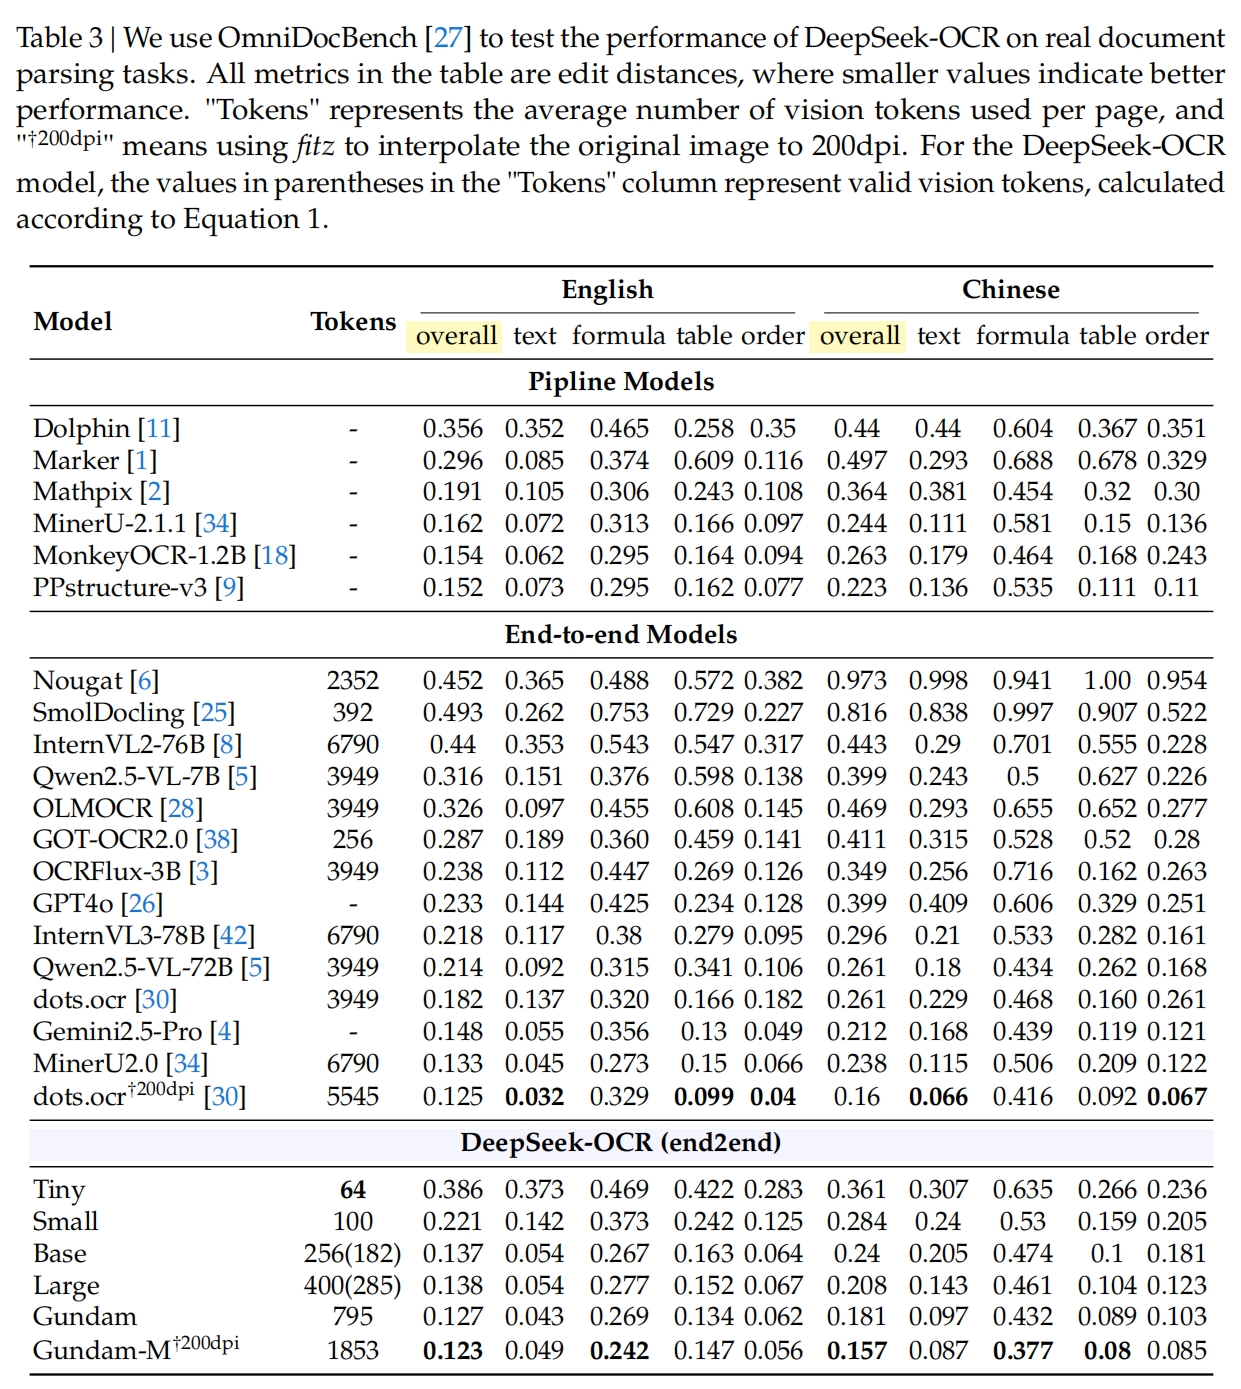 Table 3 | We use OmniDocBench [27] to test the performance of DeepSeek-OCR on real document
parsing tasks. All metrics in the table are edit distances, where smaller values indicate better
performance. "Tokens" represents the average number of vision tokens used per page, and
"†200dpi" means using fitz to interpolate the original image to 200dpi. For the DeepSeek-OCR
model, the values in parentheses in the "Tokens" column represent valid vision tokens, calculated
according to Equation 1.
English Chinese
Model Tokens
overall text formula table order overall text formula table order
Pipline Models
Dolphin [11] - 0.356 0.352 0.465 0.258 0.35 0.44 0.44 0.604 0.367 0.351
Marker [1] - 0.296 0.085 0.374 0.609 0.116 0.497 0.293 0.688 0.678 0.329
Mathpix [2] - 0.191 0.105 0.306 0.243 0.108 0.364 0.381 0.454 0.32 0.30
MinerU-2.1.1 [34] - 0.162 0.072 0.313 0.166 0.097 0.244 0.111 0.581 0.15 0.136
MonkeyOCR-1.2B [18] - 0.154 0.062 0.295 0.164 0.094 0.263 0.179 0.464 0.168 0.243
PPstructure-v3 [9] - 0.152 0.073 0.295 0.162 0.077 0.223 0.136 0.535 0.111 0.11
End-to-end Models
Nougat [6] 2352 0.452 0.365 0.488 0.572 0.382 0.973 0.998 0.941 1.00 0.954
SmolDocling [25] 392 0.493 0.262 0.753 0.729 0.227 0.816 0.838 0.997 0.907 0.522
InternVL2-76B [8] 6790 0.44 0.353 0.543 0.547 0.317 0.443 0.29 0.701 0.555 0.228
Qwen2.5-VL-7B [5] 3949 0.316 0.151 0.376 0.598 0.138 0.399 0.243 0.5 0.627 0.226
OLMOCR [28] 3949 0.326 0.097 0.455 0.608 0.145 0.469 0.293 0.655 0.652 0.277
GOT-OCR2.0 [38] 256 0.287 0.189 0.360 0.459 0.141 0.411 0.315 0.528 0.52 0.28
OCRFlux-3B [3] 3949 0.238 0.112 0.447 0.269 0.126 0.349 0.256 0.716 0.162 0.263
GPT4o [26] - 0.233 0.144 0.425 0.234 0.128 0.399 0.409 0.606 0.329 0.251
InternVL3-78B [42] 6790 0.218 0.117 0.38 0.279 0.095 0.296 0.21 0.533 0.282 0.161
Qwen2.5-VL-72B [5] 3949 0.214 0.092 0.315 0.341 0.106 0.261 0.18 0.434 0.262 0.168
dots.ocr [30] 3949 0.182 0.137 0.320 0.166 0.182 0.261 0.229 0.468 0.160 0.261
Gemini2.5-Pro [4] - 0.148 0.055 0.356 0.13 0.049 0.212 0.168 0.439 0.119 0.121
MinerU2.0 [34] 6790 0.133 0.045 0.273 0.15 0.066 0.238 0.115 0.506 0.209 0.122
dots.ocr†200dpi [30] 5545 0.125 0.032 0.329 0.099 0.04 0.16 0.066 0.416 0.092 0.067
DeepSeek-OCR (end2end)
Tiny 64 0.386 0.373 0.469 0.422 0.283 0.361 0.307 0.635 0.266 0.236
Small 100 0.221 0.142 0.373 0.242 0.125 0.284 0.24 0.53 0.159 0.205
Base 256(182) 0.137 0.054 0.267 0.163 0.064 0.24 0.205 0.474 0.1 0.181
Large 400(285) 0.138 0.054 0.277 0.152 0.067 0.208 0.143 0.461 0.104 0.123
Gundam 795 0.127 0.043 0.269 0.134 0.062 0.181 0.097 0.432 0.089 0.103
Gundam-M†200dpi 1853 0.123 0.049 0.242 0.147 0.056 0.157 0.087 0.377 0.08 0.085